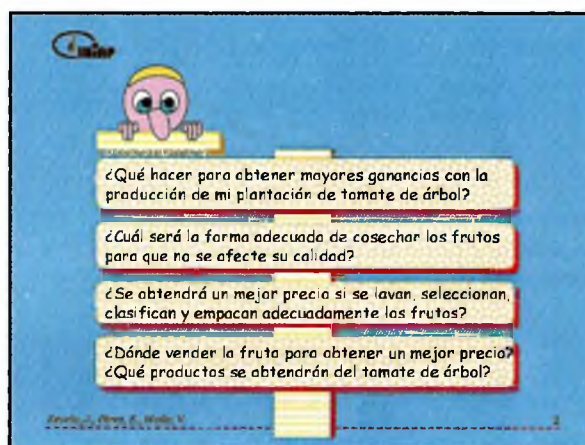 ¿Qué hacer para obtener mayores ganancias con la
producción de mi plantación de tomate de árbol?
¿Cuál será la forma adecuada de cosechar los frutos
para que no se afecte su calidad?
¿Se obtendrá un mejor precio si se lavan, seleccionan,
clasifican y empacan adecuadamente los frutos?
¿Dónde vender la fruta para obtener un mejor precio?
¿Qué productos se obtendrán del tomate de árbol?